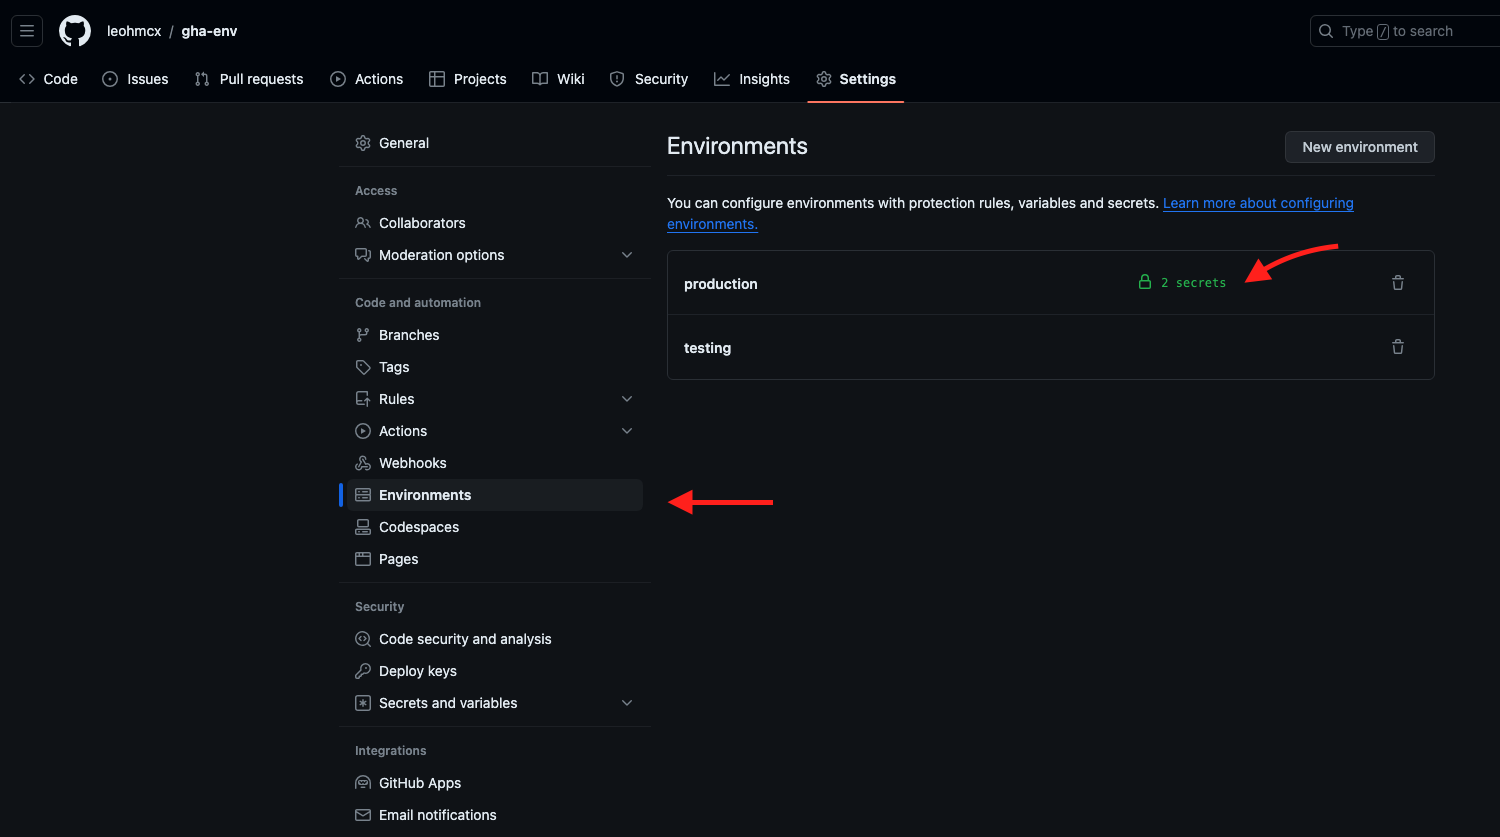 leohmcx / gha-env
Type / to search
Code Issues Pull requests Actions Projects Wiki Security Insights Settings
General
Access
Collaborators
Moderation options
Code and automation
Branches
Tags
Rules
Actions
Webhooks
Environments
Codespaces
Pages
Security
Code security and analysis
Deploy keys
Secrets and variables
Integrations
GitHub Apps
Email notifications
Environments
New environment
You can configure environments with protection rules, variables and secrets. Learn more about configuring
environments.
production 2 secrets
testing